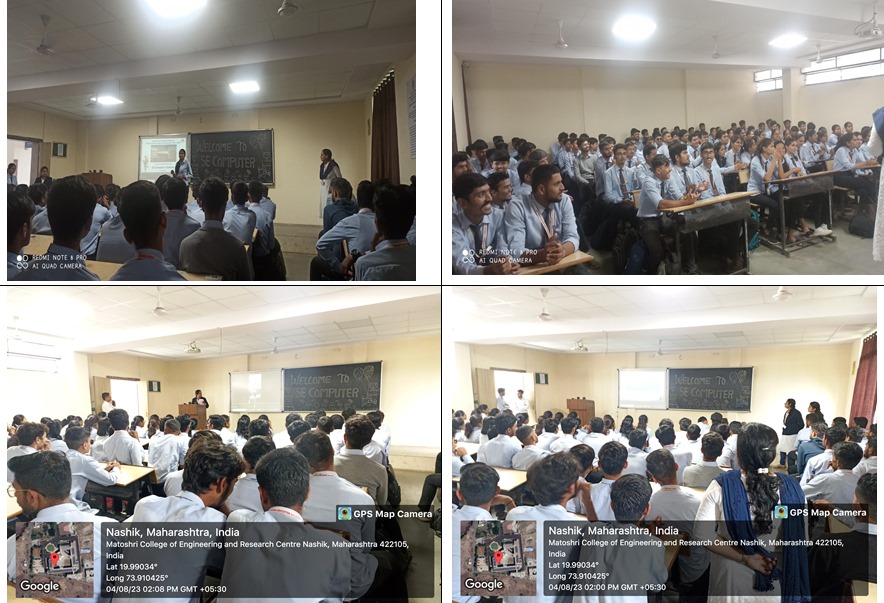 WELCOME TO
SE COMPUTER
REDMI NOTE 8 PRO
AI QUAD CAMERA
REDMI NOTE 8 PRO
AI QUAD CAMERA
WELCOME TO
SE COMPUTER
GPS Map Camera
Nashik, Maharashtra, India
Matoshri College of Engineering and Research Centre Nashik, Maharashtra 422105,
India
Lat 19.99034°
Long 73.910425°
04/08/23 02:08 PM GMT +05:30
Google
WELCOME TO
SE COMPUTER
GPS Map Camera
Nashik, Maharashtra, India
Matoshri College of Engineering and Research Centre Nashik, Maharashtra 422105,
India
Lat 19.99034°
Long 73.910425°
04/08/23 02:00 PM GMT +05:30
Google